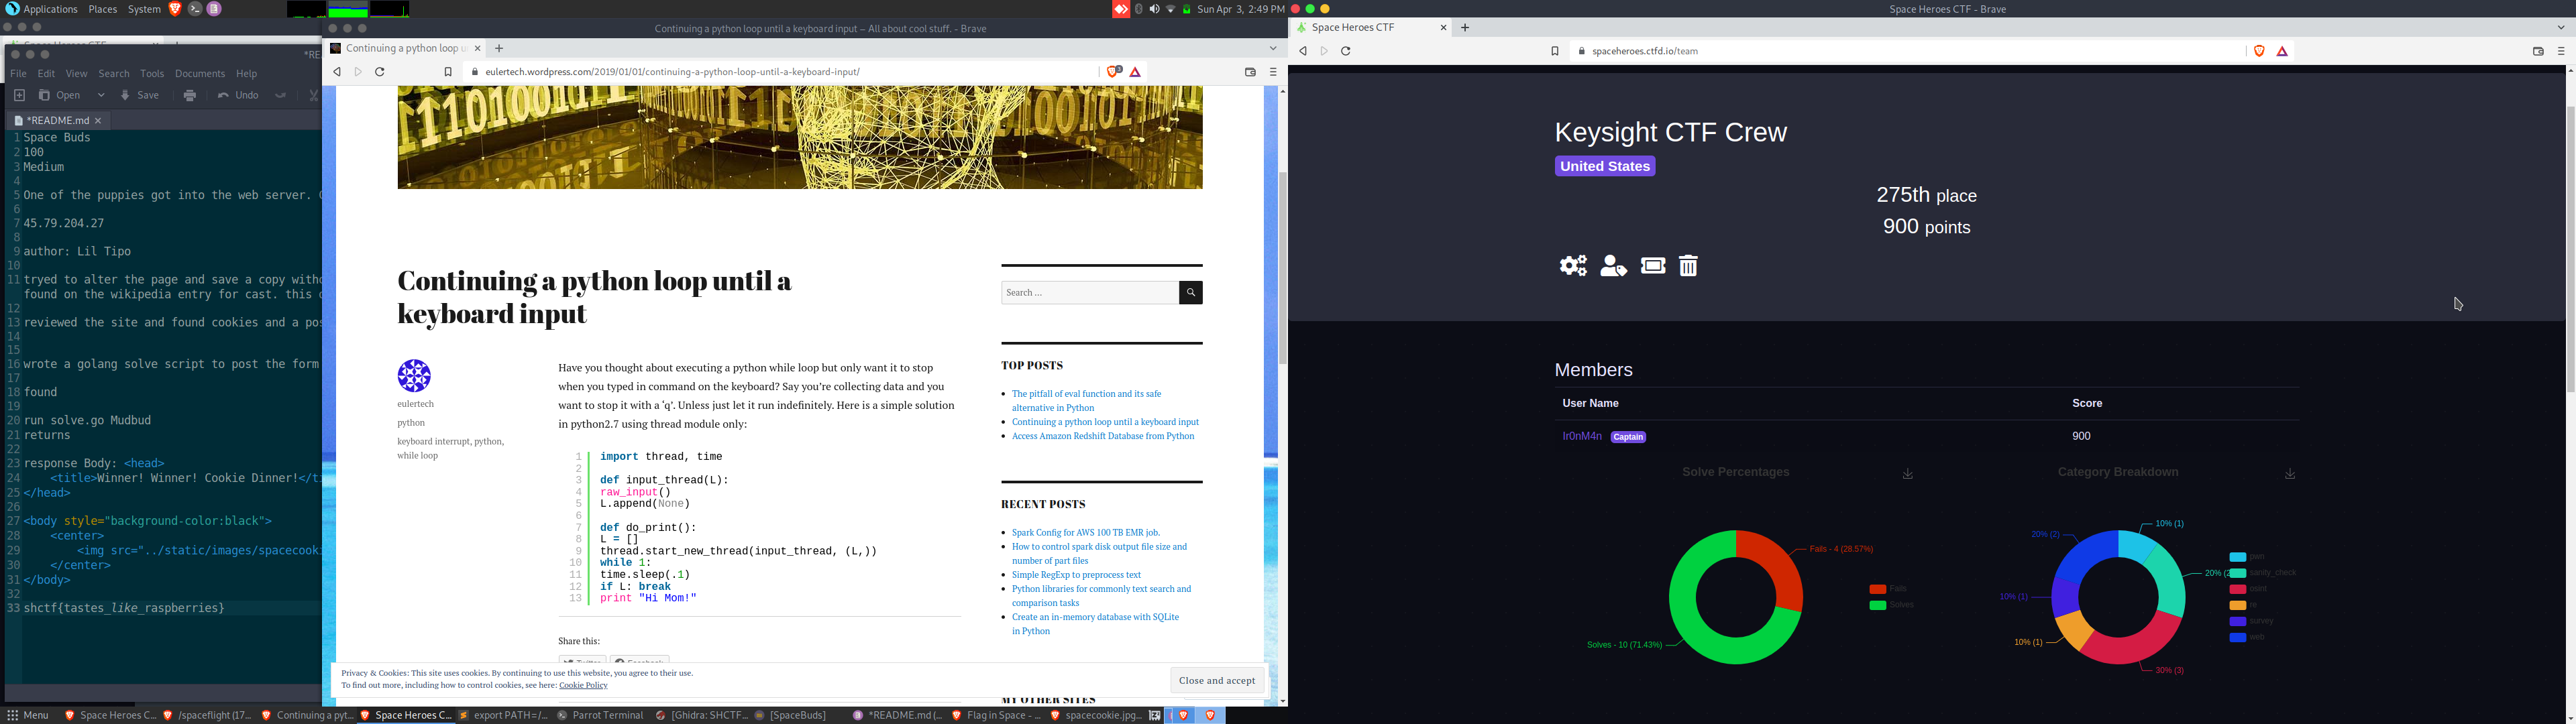 Applications Places System
Sun Apr 3, 2:49 PM
*README.md
File Edit View Search Tools Documents Help
Open Save Undo
*README.md
1 Space Buds
2 100
3 Medium
4
5 One of the puppies got into the web server.
6
7 45.79.204.27
8
9 author: Lil Tipo
10
11 tryed to alter the page and save a copy
found on the wikipedia entry for cast. this
12
13 reviewed the site and found cookies and a
14
15
16 wrote a golang solve script to post the form
17
18 found
19
20 run solve.go Mudbud
21 returns
22
23 response Body: <head>
24 <title>Winner! Winner! Cookie Dinner!</ti
25 </head>
26
27 <body style="background-color:black">
28 <center>
29 <img src="../static/images/spacecooki
30 </center>
31 </body>
32
33 shctf{tastes_like_raspberries}
Continuing a python loop until a keyboard input – All about cool stuff. - Brave
Continuing a python loop u
eulertech.wordpress.com/2019/01/01/continuing-a-python-loop-until-a-keyboard-input/
Continuing a python loop until a
keyboard input
eulertech
python
keyboard interrupt, python,
while loop
Have you thought about executing a python while loop but only want it to stop
when you typed in command on the keyboard? Say you're collecting data and you
want to stop it with a 'q'. Unless just let it run indefinitely. Here is a simple solution
in python2.7 using thread module only:
1 import thread, time
2
3 def input_thread(L):
4 raw_input()
5 L.append(None)
6
7 def do_print():
8 L = []
9 thread.start_new_thread(input_thread, (L,))
10 while 1:
11 time.sleep(.1)
12 if L: break
13 print "Hi Mom!"
Share this:
Twitter Facebook
Search …
TOP POSTS
The pitfall of eval function and its safe
alternative in Python
Continuing a python loop until a keyboard input
Access Amazon Redshift Database from Python
RECENT POSTS
Spark Config for AWS 100 TB EMR job.
How to control spark disk output file size and
number of part files
Simple RegExp to preprocess text
Python libraries for commonly text search and
comparison tasks
Create an in-memory database with SQLite
in Python
MY OTHER SITES
Privacy & Cookies: This site uses cookies. By continuing to use this website, you agree to their use.
To find out more, including how to control cookies, see here: Cookie Policy
Close and accept
Space Heroes CTF - Brave
Space Heroes CTF
spaceheroes.ctfd.io/team
Keysight CTF Crew
United States
275th place
900 points
Members
User Name Score
Ir0nM4n Captain 900
Solve Percentages
Fails - 4 (28.57%)
Solves - 10 (71.43%)
Fails
Solves
Category Breakdown
10% (1)
20% (2)
20% (2
10% (1)
10% (1)
30% (3)
pwn
sanity_check
osint
re
survey
web
Menu Space Heroes C… /spaceflight (17… Continuing a pyt… Space Heroes C… export PATH=/… Parrot Terminal [Ghidra: SHCTF… [SpaceBuds] *README.md (… Flag in Space - … spacecookie.jpg…